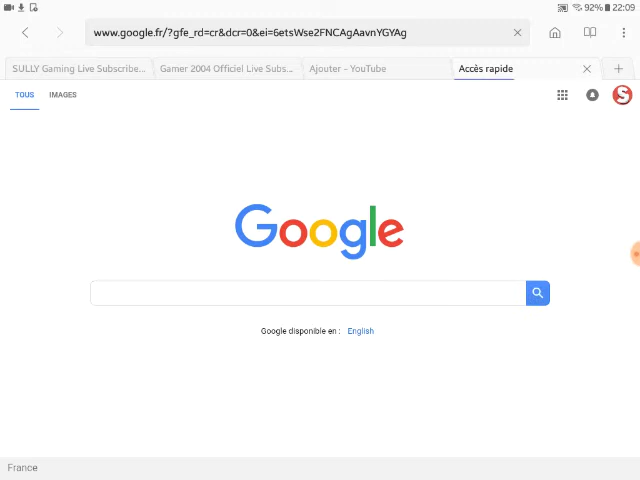 92% 22:09
www.google.fr/?gfe_rd=cr&dcr=0&ei=6etsWse2FNCAgAavnYGYAg
SULLY Gaming Live Subscribe... Gamer 2004 Officiel Live Subs... Ajouter - YouTube Accès rapide
TOUS IMAGES
Google
Google disponible en : English
France